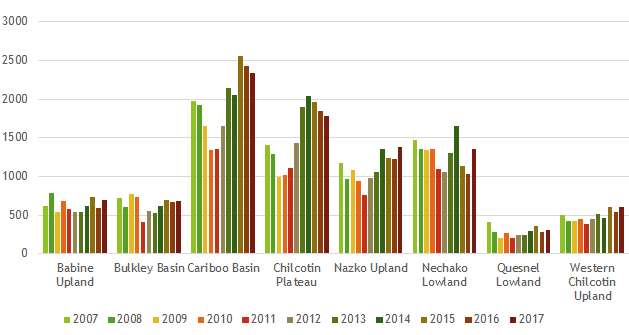 3000
2500
2000
1500
1000
500
0
Babine Upland
Bulkley Basin
Cariboo Basin
Chilcotin Plateau
Nazko Upland
Nechako Lowland
Quesnel Lowland
Western Chilcotin Upland
2007 2008 2009 2010 2011 2012 2013 2014 2015 2016 2017